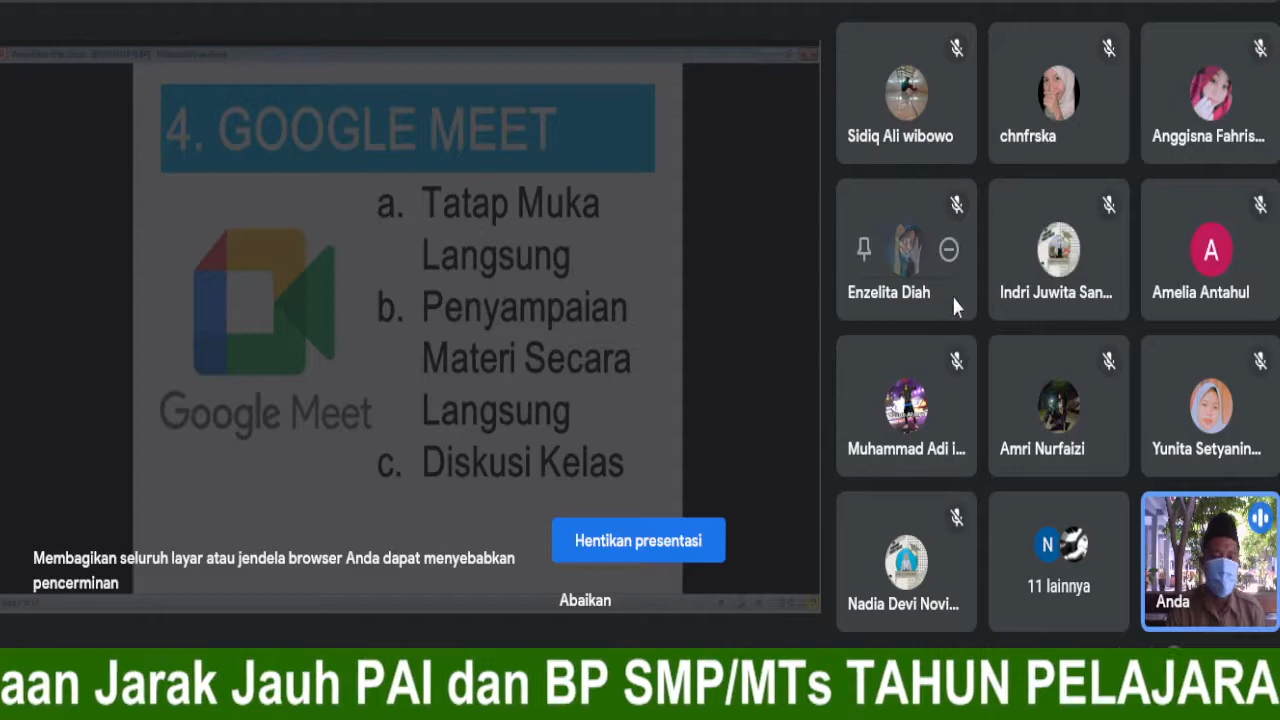 4. GOOGLE MEET
a. Tatap Muka
Langsung
b. Penyampaian
Materi Secara
Langsung
c. Diskusi Kelas
Google Meet
Membagikan seluruh layar atau jendela browser Anda dapat menyebabkan
pencerminan
Hentikan presentasi
Abaikan
Sidiq Ali wibowo
chnfrska
Anggisna Fahris...
Enzelita Diah
Indri Juwita San...
A
Amelia Antahul
Muhammad Adi i...
Amri Nurfaizi
Yunita Setyanin...
Nadia Devi Novi...
N
11 lainnya
Anda
aan Jarak Jauh PAI dan BP SMP/MTs TAHUN PELAJARA